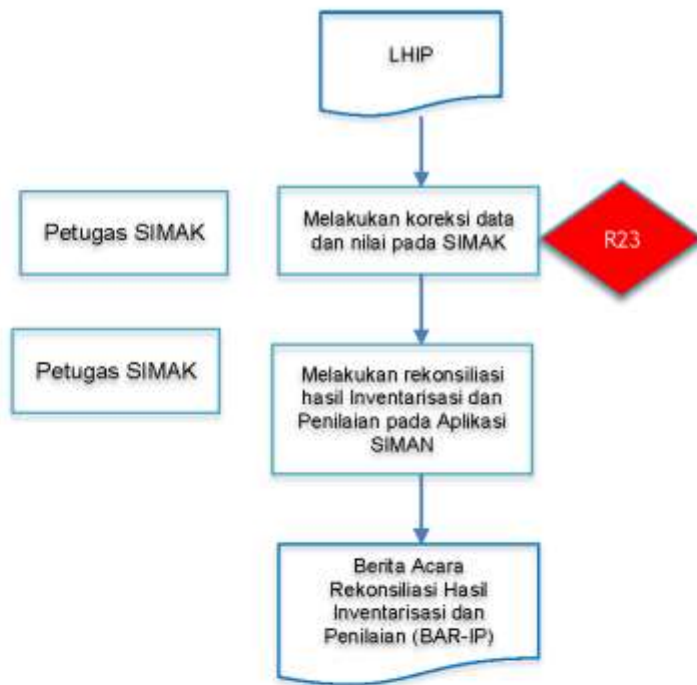 LHIP
Petugas SIMAK
Melakukan koreksi data
dan nilai pada SIMAK
R23
Petugas SIMAK
Melakukan rekonsiliasi
hasil Inventarisasi dan
Penilaian pada Aplikasi
SIMAN
Berita Acara
Rekonsiliasi Hasil
Inventarisasi dan
Penilaian (BAR-IP)